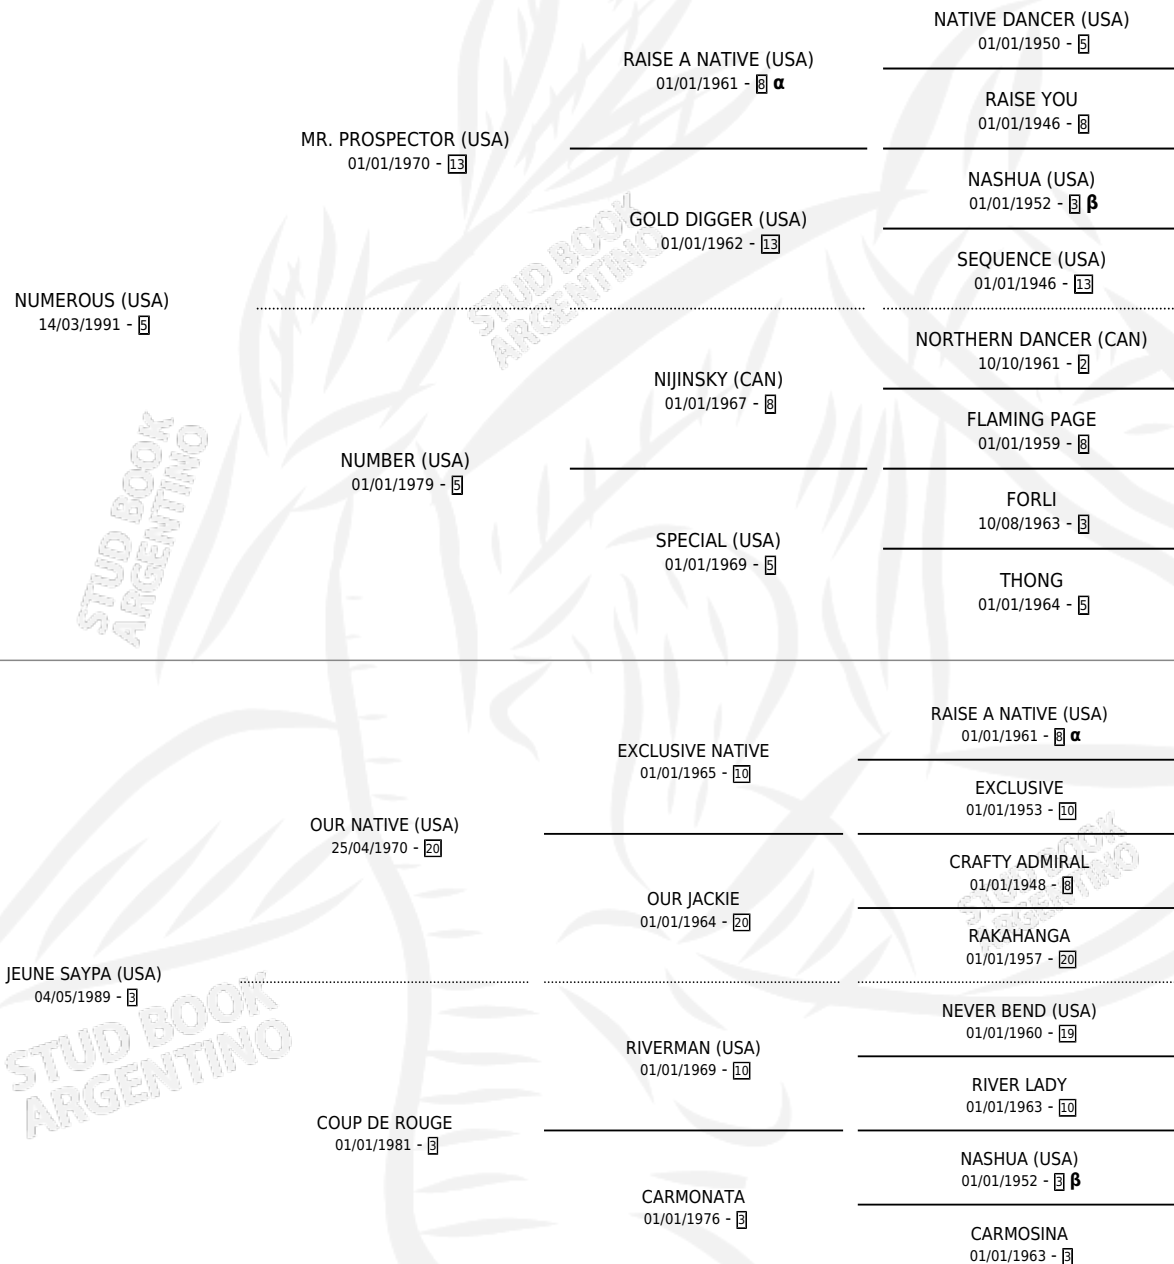 NATIVE DANCER (USA)
01/01/1950 - 5
RAISE A NATIVE (USA)
01/01/1961 - 8 α
RAISE YOU
01/01/1946 - 8
MR. PROSPECTOR (USA)
01/01/1970 - 13
NASHUA (USA)
01/01/1952 - 3 β
GOLD DIGGER (USA)
01/01/1962 - 13
SEQUENCE (USA)
01/01/1946 - 13
NUMEROUS (USA)
14/03/1991 - 5
STUD BOOK
ARGENTINO
NORTHERN DANCER (CAN)
10/10/1961 - 2
NIJINSKY (CAN)
01/01/1967 - 8
FLAMING PAGE
01/01/1959 - 8
NUMBER (USA)
01/01/1979 - 5
FORLI
10/08/1963 - 3
SPECIAL (USA)
01/01/1969 - 5
THONG
01/01/1964 - 5
STUD BOOK
ARGENTINO
RAISE A NATIVE (USA)
01/01/1961 - 8 α
EXCLUSIVE NATIVE
01/01/1965 - 10
EXCLUSIVE
01/01/1953 - 10
OUR NATIVE (USA)
25/04/1970 - 20
CRAFTY ADMIRAL
01/01/1948 - 8
OUR JACKIE
01/01/1964 - 20
RAKAHANGA
01/01/1957 - 20
STUD BOOK
ARGENTINO
JEUNE SAYPA (USA)
04/05/1989 - 3
STUD BOOK
ARGENTINO
NEVER BEND (USA)
01/01/1960 - 19
RIVERMAN (USA)
01/01/1969 - 10
RIVER LADY
01/01/1963 - 10
COUP DE ROUGE
01/01/1981 - 3
NASHUA (USA)
01/01/1952 - 3 β
CARMONATA
01/01/1976 - 3
CARMOSINA
01/01/1963 - 3